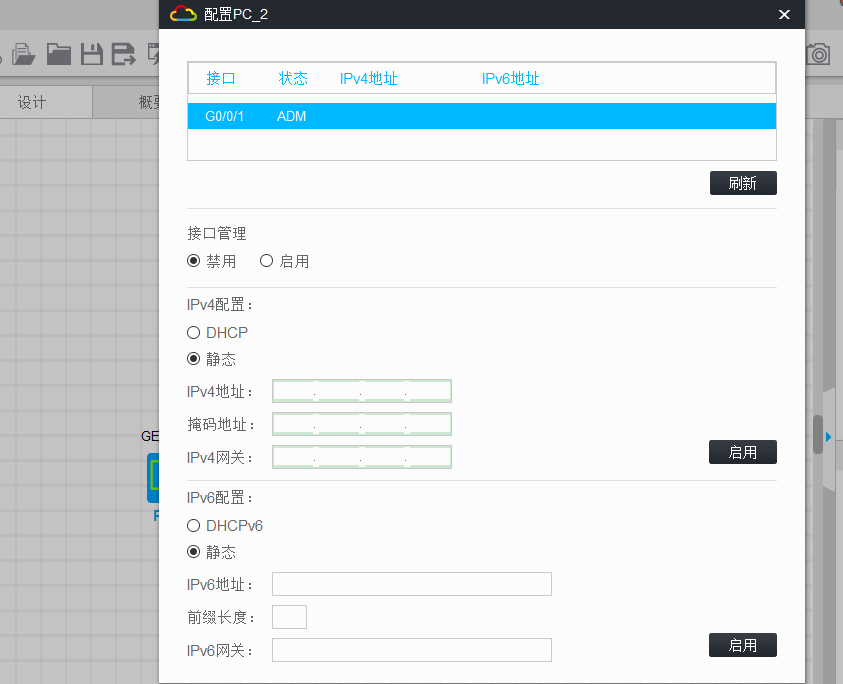 配置PC_2
设计
概要
接口 状态 IPv4地址 IPv6地址
G0/0/1 ADM
刷新
接口管理
禁用 启用
IPv4配置：
DHCP
静态
IPv4地址：
掩码地址：
IPv4网关：
启用
GE
IPv6配置：
DHCPv6
静态
IPv6地址：
前缀长度：
IPv6网关：
启用